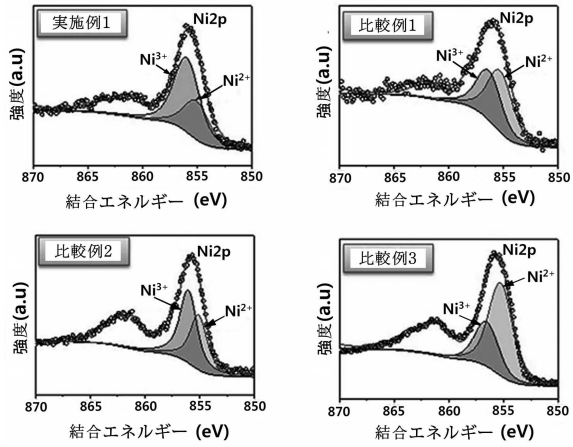 実施例1
Ni2p
Ni3+
Ni2+
強度(a.u)
870 865 860 855 850
結合エネルギー (eV)
比較例1
Ni2p
Ni3+
Ni2+
強度(a.u)
870 865 860 855 850
結合エネルギー (eV)
比較例2
Ni2p
Ni3+
Ni2+
強度(a.u)
870 865 860 855 850
結合エネルギー (eV)
比較例3
Ni2p
Ni2+
Ni3+
強度(a.u)
870 865 860 855 850
結合エネルギー (eV)